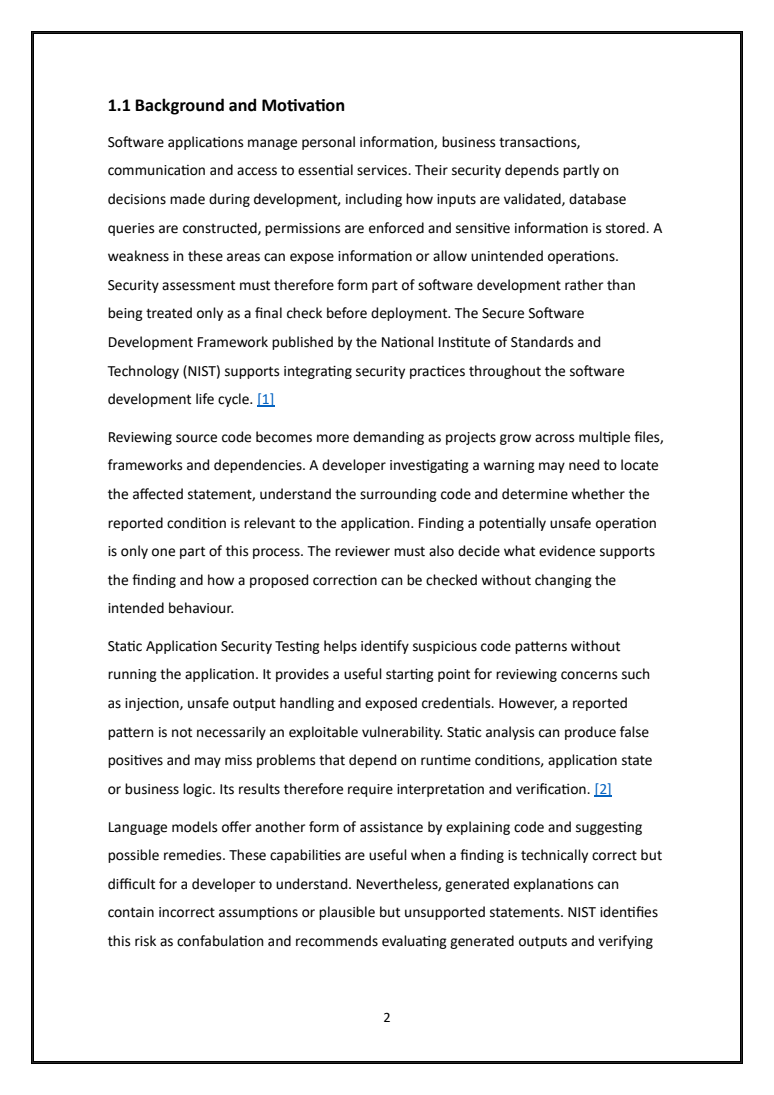 1.1 Background and Motivation
Software applications manage personal information, business transactions,
communication and access to essential services. Their security depends partly on
decisions made during development, including how inputs are validated, database
queries are constructed, permissions are enforced and sensitive information is stored. A
weakness in these areas can expose information or allow unintended operations.
Security assessment must therefore form part of software development rather than
being treated only as a final check before deployment. The Secure Software
Development Framework published by the National Institute of Standards and
Technology (NIST) supports integrating security practices throughout the software
development life cycle. [1]
Reviewing source code becomes more demanding as projects grow across multiple files,
frameworks and dependencies. A developer investigating a warning may need to locate
the affected statement, understand the surrounding code and determine whether the
reported condition is relevant to the application. Finding a potentially unsafe operation
is only one part of this process. The reviewer must also decide what evidence supports
the finding and how a proposed correction can be checked without changing the
intended behaviour.
Static Application Security Testing helps identify suspicious code patterns without
running the application. It provides a useful starting point for reviewing concerns such
as injection, unsafe output handling and exposed credentials. However, a reported
pattern is not necessarily an exploitable vulnerability. Static analysis can produce false
positives and may miss problems that depend on runtime conditions, application state
or business logic. Its results therefore require interpretation and verification. [2]
Language models offer another form of assistance by explaining code and suggesting
possible remedies. These capabilities are useful when a finding is technically correct but
difficult for a developer to understand. Nevertheless, generated explanations can
contain incorrect assumptions or plausible but unsupported statements. NIST identifies
this risk as confabulation and recommends evaluating generated outputs and verifying
2